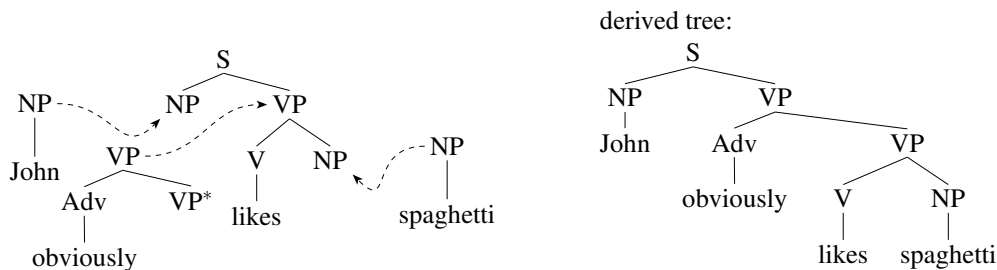 derived tree:
S
S
NP
NP
VP
NP
VP
John
VP
V
NP
NP
John
Adv
VP
Adv
VP*
likes
spaghetti
obviously
V
NP
obviously
likes
spaghetti